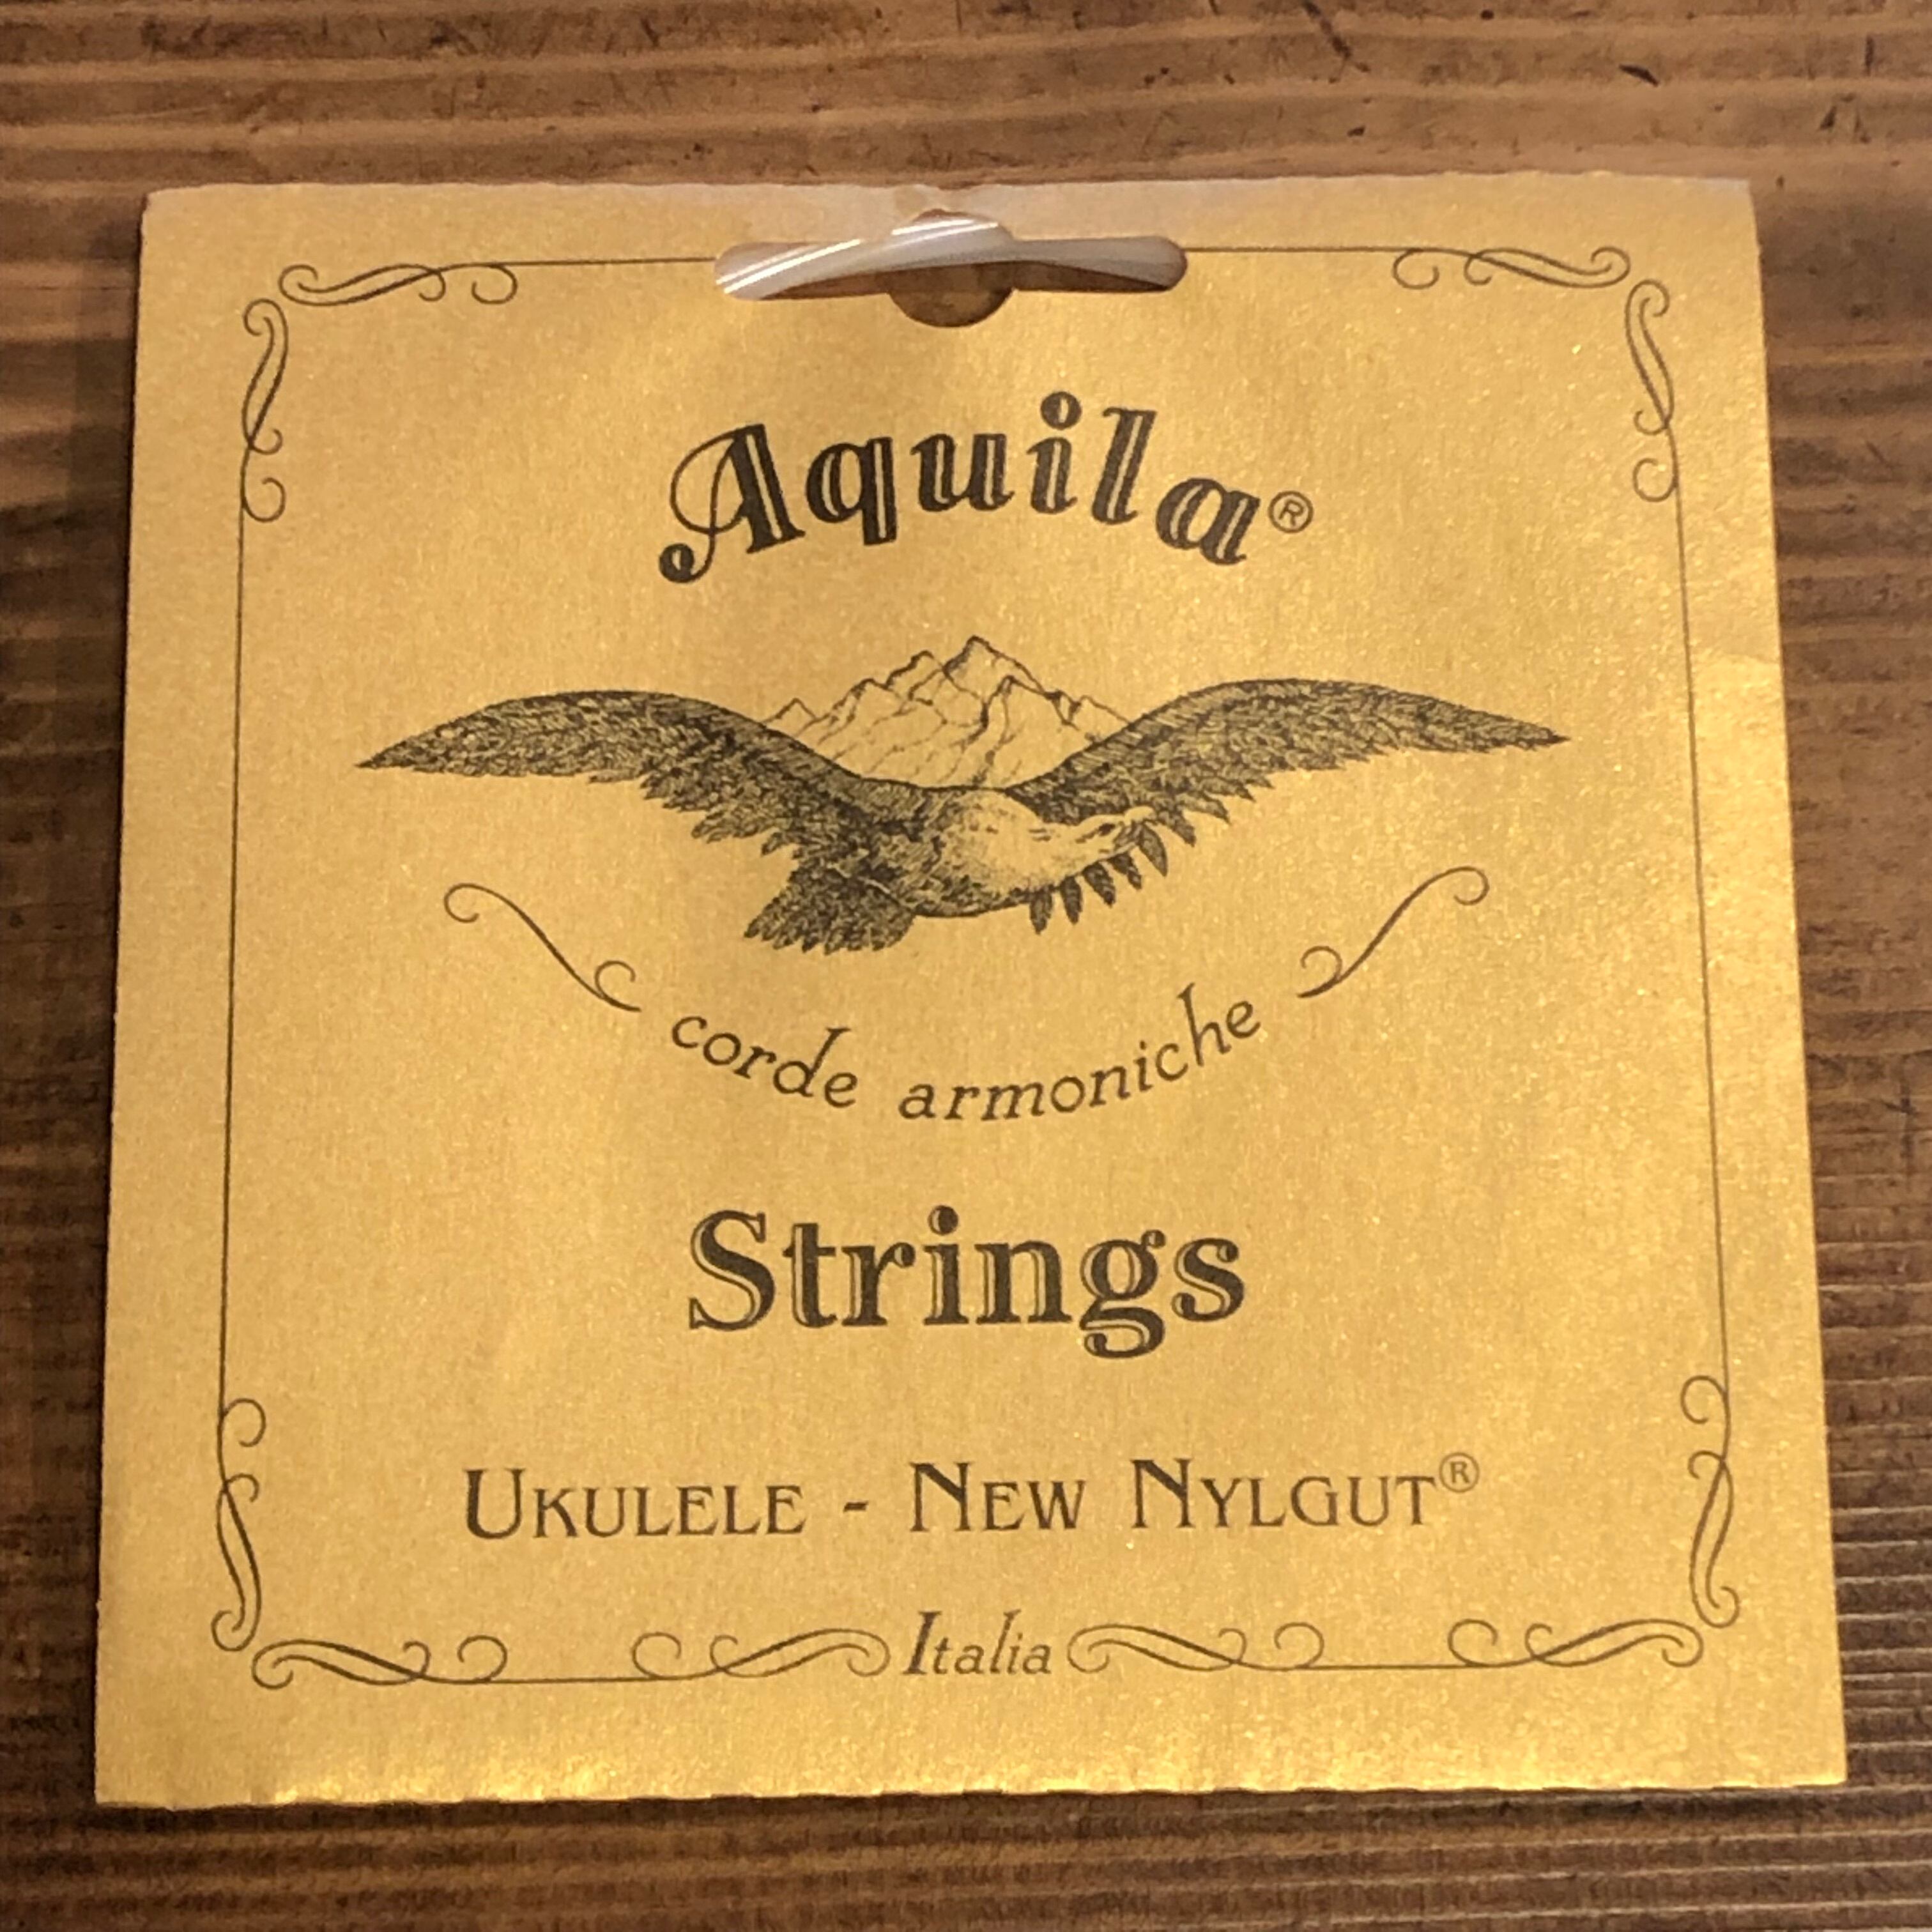 Aquila®
corde armoniche
Strings
UKULELE - NEW NYLGUT®
Italia